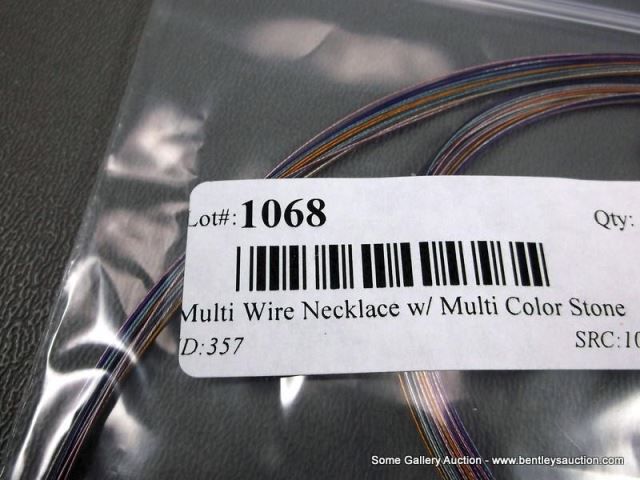 Lot#: 1068 Qty:
Multi Wire Necklace w/ Multi Color Stone
D:357 SRC:10
Some Gallery Auction - www.bentleysauction.com